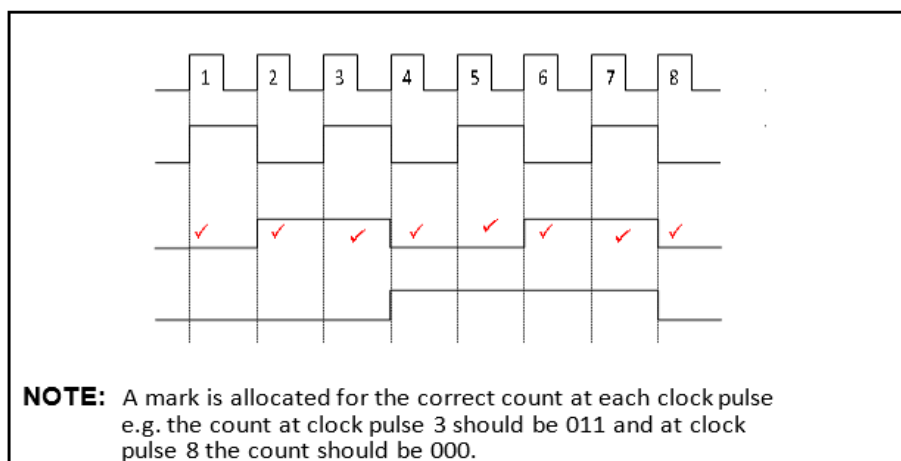 1 2 3 4 5 6 7 8
NOTE: A mark is allocated for the correct count at each clock pulse
e.g. the count at clock pulse 3 should be 011 and at clock
pulse 8 the count should be 000.